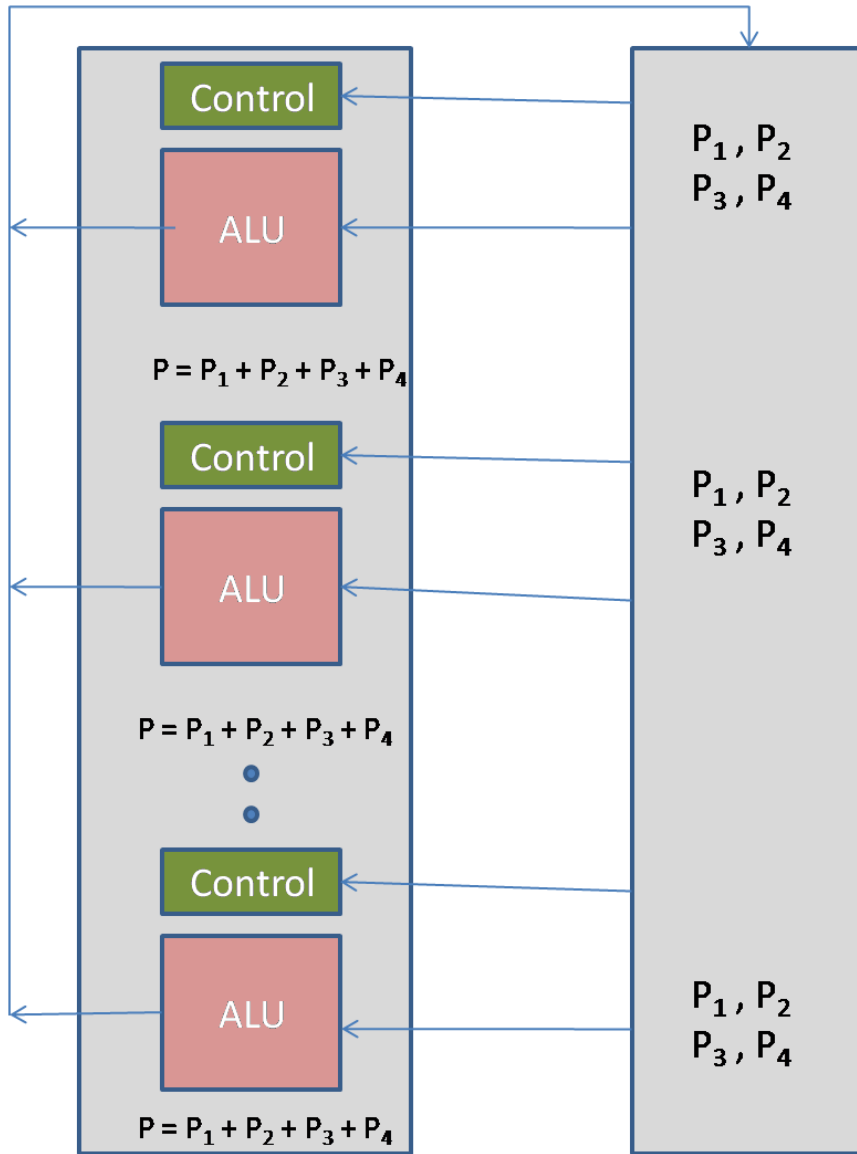 Control
P₁ , P₂
P₃ , P₄
ALU
P = P₁ + P₂ + P₃ + P₄
Control
P₁ , P₂
P₃ , P₄
ALU
P = P₁ + P₂ + P₃ + P₄
Control
ALU
P₁ , P₂
P₃ , P₄
P = P₁ + P₂ + P₃ + P₄